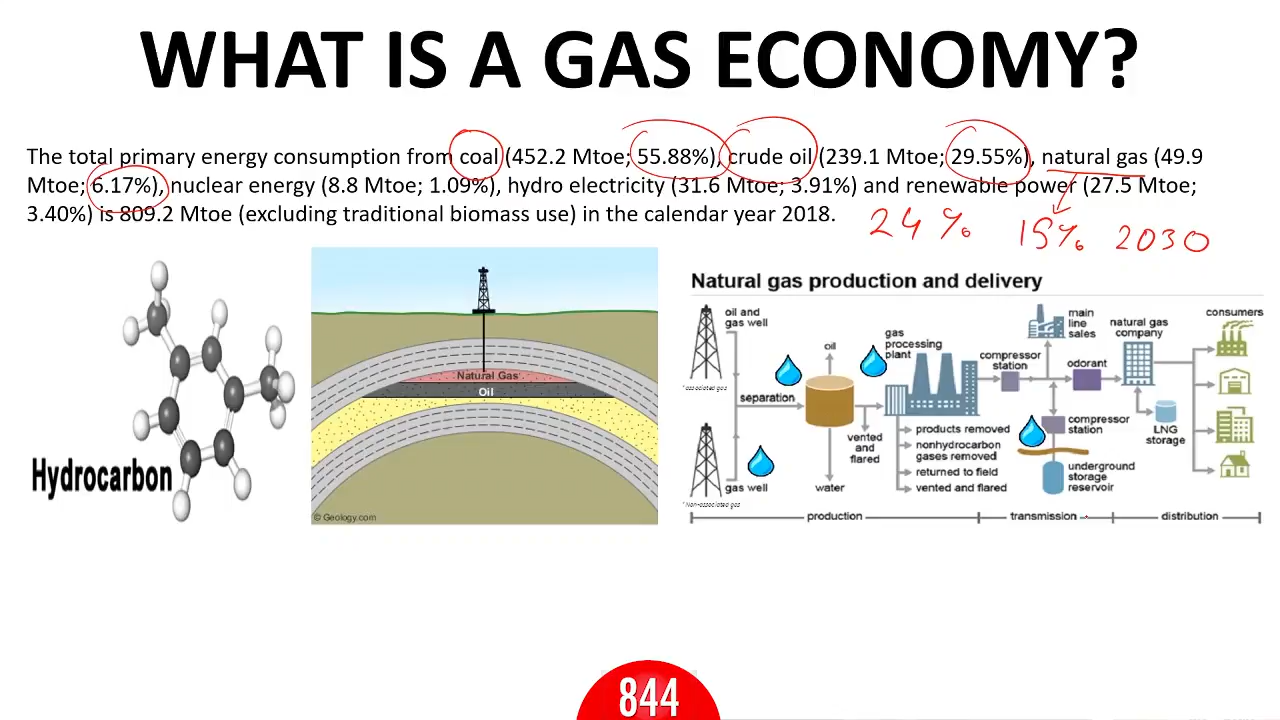 WHAT IS A GAS ECONOMY?
The total primary energy consumption from coal (452.2 Mtoe; 55.88%), crude oil (239.1 Mtoe; 29.55%), natural gas (49.9
Mtoe; 6.17%), nuclear energy (8.8 Mtoe; 1.09%), hydro electricity (31.6 Mtoe; 3.91%) and renewable power (27.5 Mtoe;
3.40%) is 809.2 Mtoe (excluding traditional biomass use) in the calendar year 2018.
24 % 15% 2030
Hydrocarbon
Natural Gas
Oil
© Geology.com
Natural gas production and delivery
oil and
gas well
* associated gas
separation
gas well
* Non-associated gas
oil
water
vented
and
flared
gas
processing
plant
products removed
nonhydrocarbon
gases removed
returned to field
vented and flared
compressor
station
main
line
sales
odorant
compressor
station
underground
storage
reservoir
natural gas
company
LNG
storage
consumers
production
transmission
distribution
844